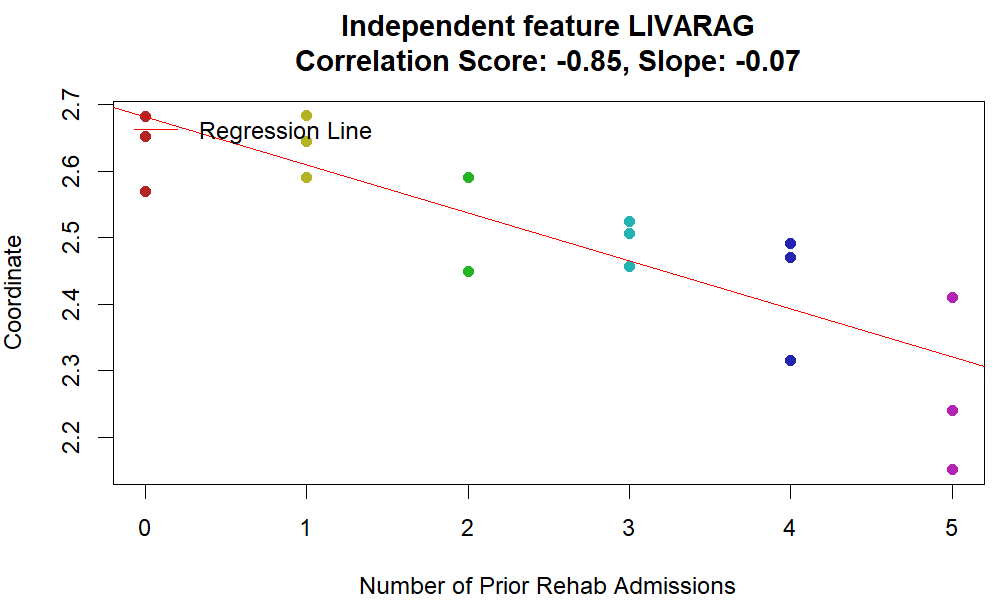 Independent feature LIVARAG
Correlation Score: -0.85, Slope: -0.07
Coordinate
2.7
2.6
2.5
2.4
2.3
2.2
Regression Line
0 1 2 3 4 5
Number of Prior Rehab Admissions